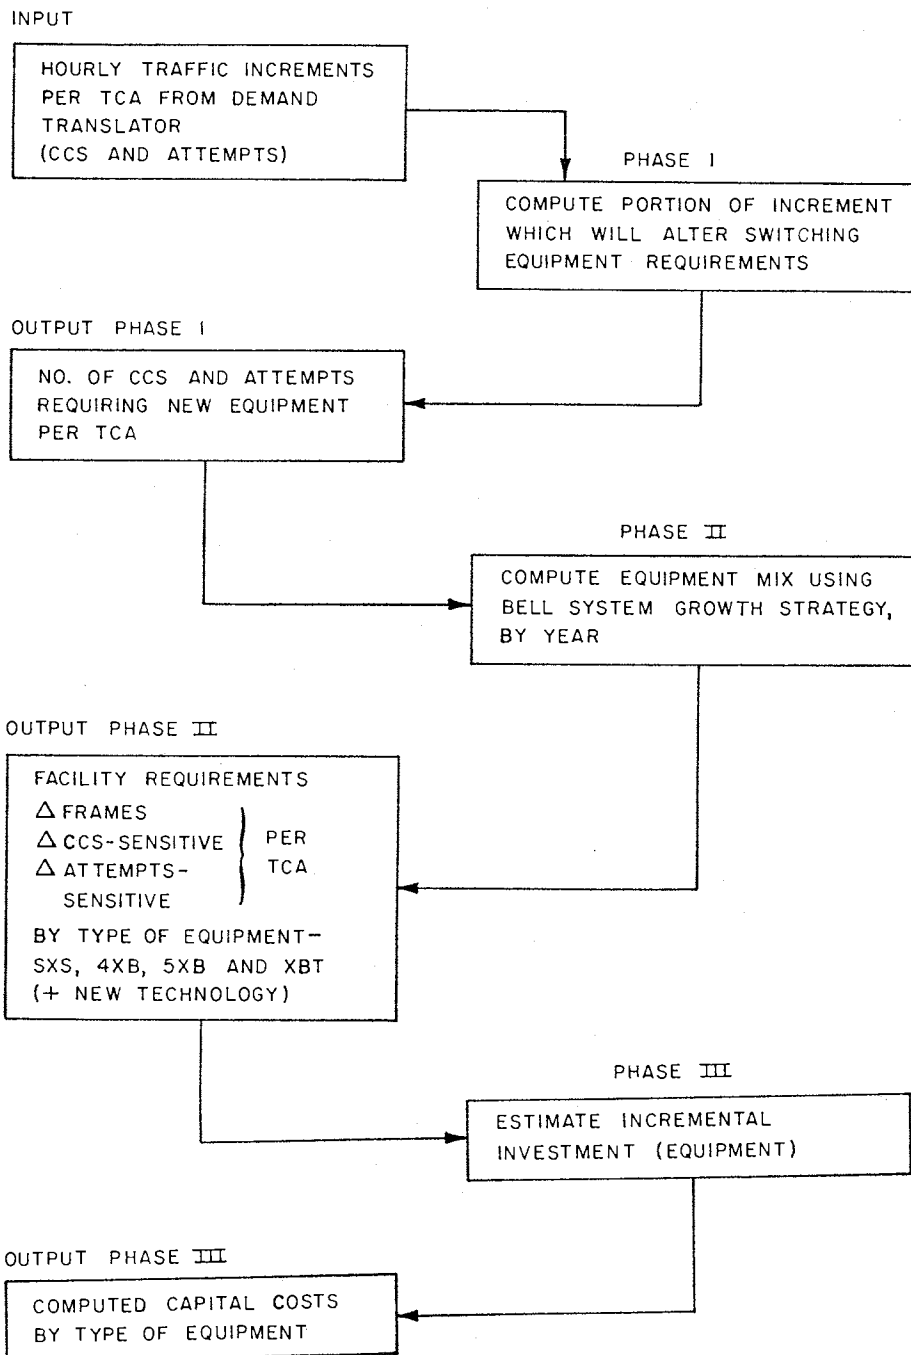 INPUT
HOURLY TRAFFIC INCREMENTS
PER TCA FROM DEMAND
TRANSLATOR
(CCS AND ATTEMPTS)
PHASE I
COMPUTE PORTION OF INCREMENT
WHICH WILL ALTER SWITCHING
EQUIPMENT REQUIREMENTS
OUTPUT PHASE I
NO. OF CCS AND ATTEMPTS
REQUIRING NEW EQUIPMENT
PER TCA
PHASE II
COMPUTE EQUIPMENT MIX USING
BELL SYSTEM GROWTH STRATEGY,
BY YEAR
OUTPUT PHASE II
FACILITY REQUIREMENTS
Δ FRAMES
Δ CCS-SENSITIVE
Δ ATTEMPTS-
SENSITIVE
PER
TCA
BY TYPE OF EQUIPMENT-
SXS, 4XB, 5XB AND XBT
(+ NEW TECHNOLOGY)
PHASE III
ESTIMATE INCREMENTAL
INVESTMENT (EQUIPMENT)
OUTPUT PHASE III
COMPUTED CAPITAL COSTS
BY TYPE OF EQUIPMENT